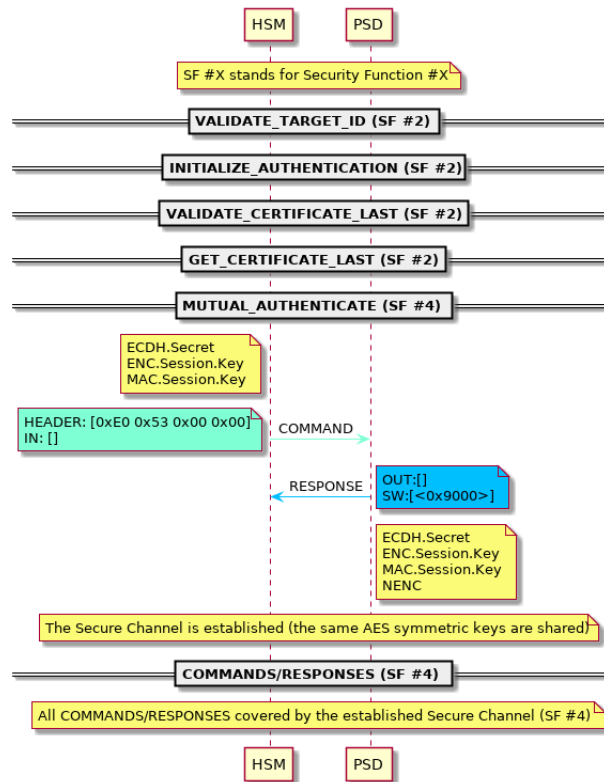 HSM PSD
SF #X stands for Security Function #X
VALIDATE_TARGET_ID (SF #2)
INITIALIZE_AUTHENTICATION (SF #2)
VALIDATE_CERTIFICATE_LAST (SF #2)
GET_CERTIFICATE_LAST (SF #2)
MUTUAL_AUTHENTICATE (SF #4)
ECDH.Secret
ENC.Session.Key
MAC.Session.Key
HEADER: [0xE0 0x53 0x00 0x00]
IN: []
COMMAND
RESPONSE
OUT:[]
SW:[<0x9000>]
ECDH.Secret
ENC.Session.Key
MAC.Session.Key
NENC
The Secure Channel is established (the same AES symmetric keys are shared)
COMMANDS/RESPONSES (SF #4)
All COMMANDS/RESPONSES covered by the established Secure Channel (SF #4)
HSM PSD